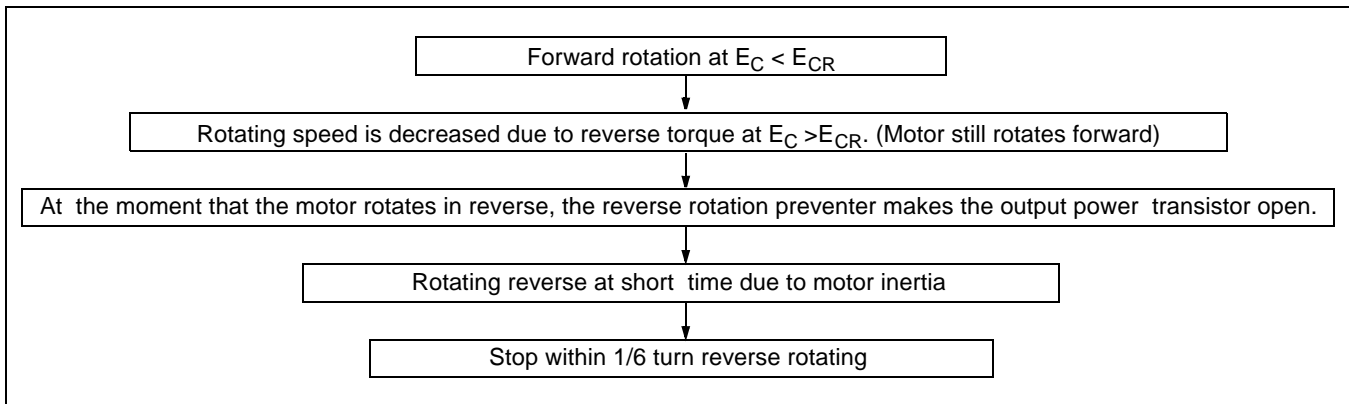 Forward rotation at E_C < E_CR
Rotating speed is decreased due to reverse torque at E_C >E_CR. (Motor still rotates forward)
At the moment that the motor rotates in reverse, the reverse rotation preventer makes the output power transistor open.
Rotating reverse at short time due to motor inertia
Stop within 1/6 turn reverse rotating